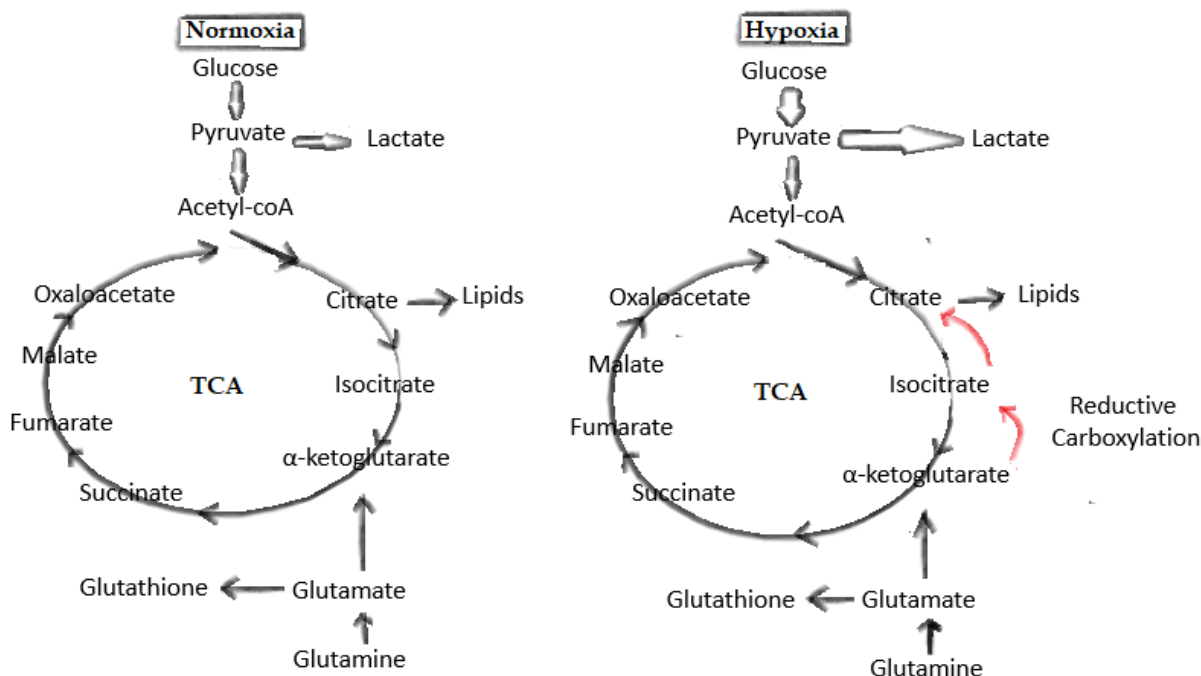 Normoxia
Glucose
Pyruvate
Lactate
Acetyl-coA
Oxaloacetate
Citrate
Lipids
Malate
TCA
Isocitrate
Fumarate
α-ketoglutarate
Succinate
Glutathione
Glutamate
Glutamine
Hypoxia
Glucose
Pyruvate
Lactate
Acetyl-coA
Oxaloacetate
Citrate
Lipids
Malate
TCA
Isocitrate
Reductive
Carboxylation
Fumarate
α-ketoglutarate
Succinate
Glutathione
Glutamate
Glutamine